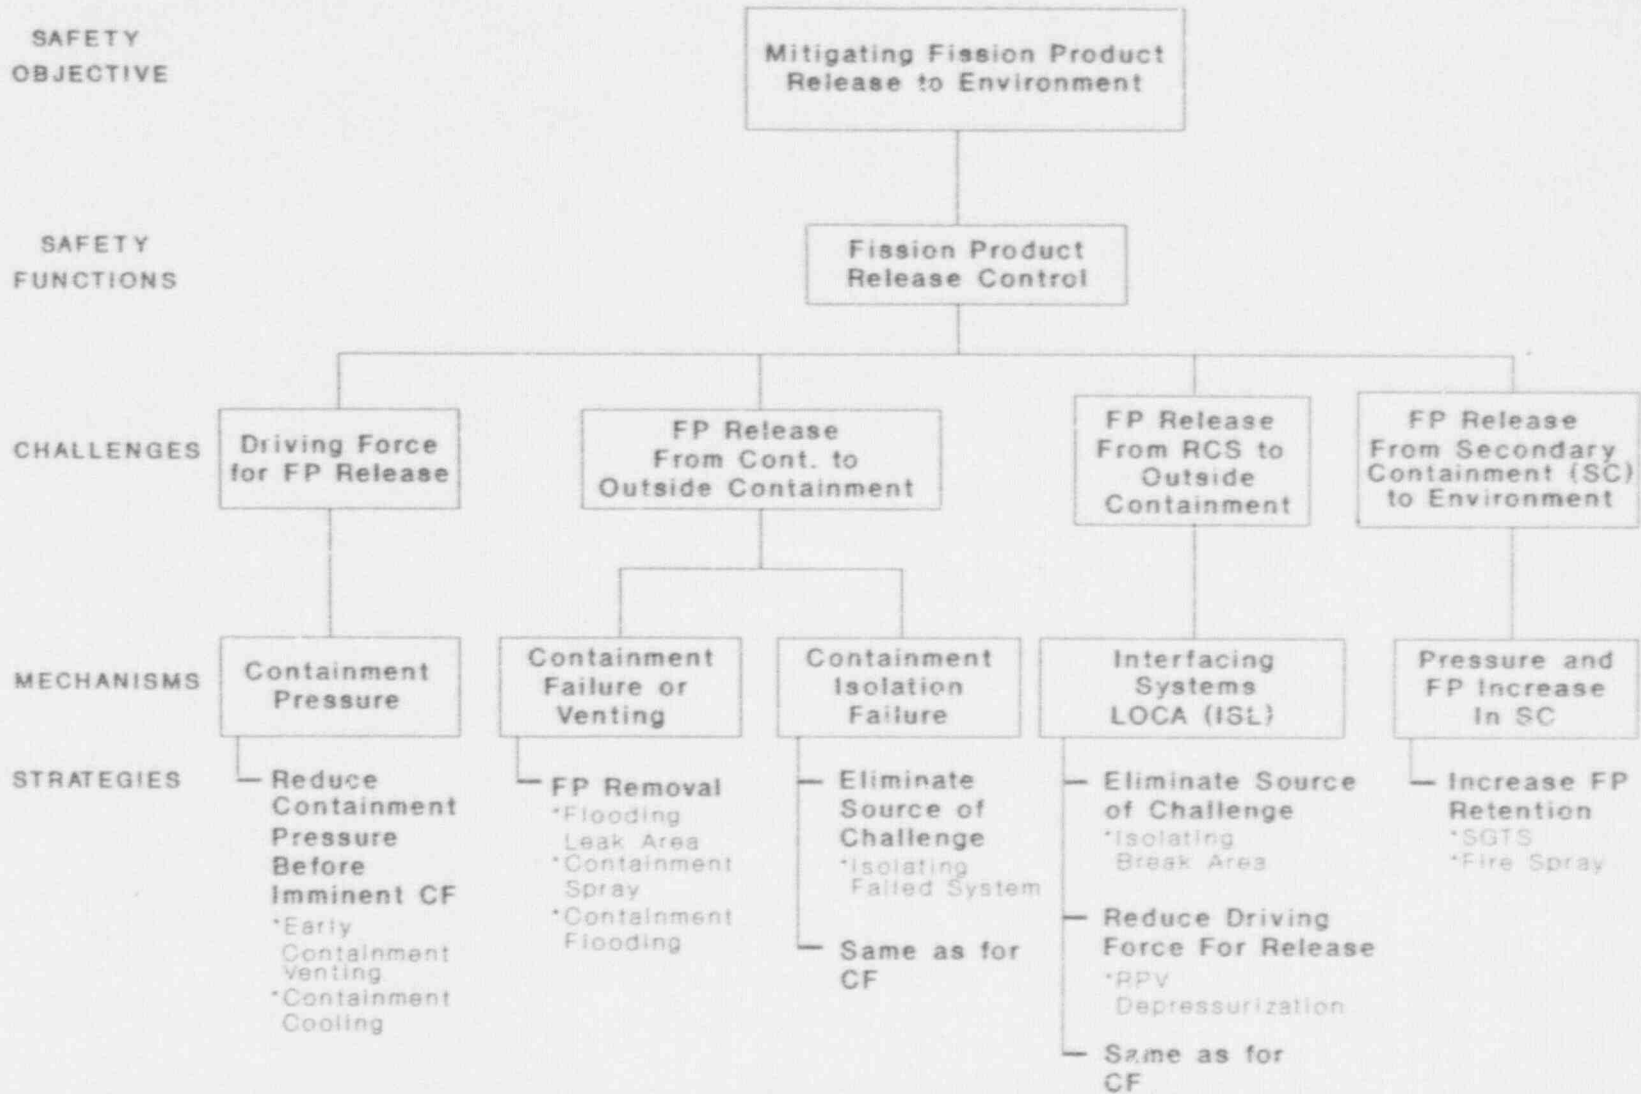 SAFETY
OBJECTIVE
Mitigating Fission Product
Release to Environment
SAFETY
FUNCTIONS
Fission Product
Release Control
CHALLENGES
Driving Force
for FP Release
FP Release
From Cont. to
Outside Containment
FP Release
From RCS to
Outside
Containment
FP Release
From Secondary
Containment (SC)
to Environment
MECHANISMS
Containment
Pressure
Containment
Failure or
Venting
Containment
Isolation
Failure
Interfacing
Systems
LOCA (ISL)
Pressure and
FP Increase
In SC
STRATEGIES
Reduce
Containment
Pressure
Before
Imminent CF
*Early
Containment
Venting
*Containment
Cooling
FP Removal
*Flooding
Leak Area
*Containment
Spray
*Containment
Flooding
Eliminate
Source of
Challenge
*Isolating
Failed System
Same as for
CF
Eliminate Source
of Challenge
*Isolating
Break Area
Reduce Driving
Force For Release
*RPV
Depressurization
Same as for
CF
Increase FP
Retention
*SGTS
*Fire Spray